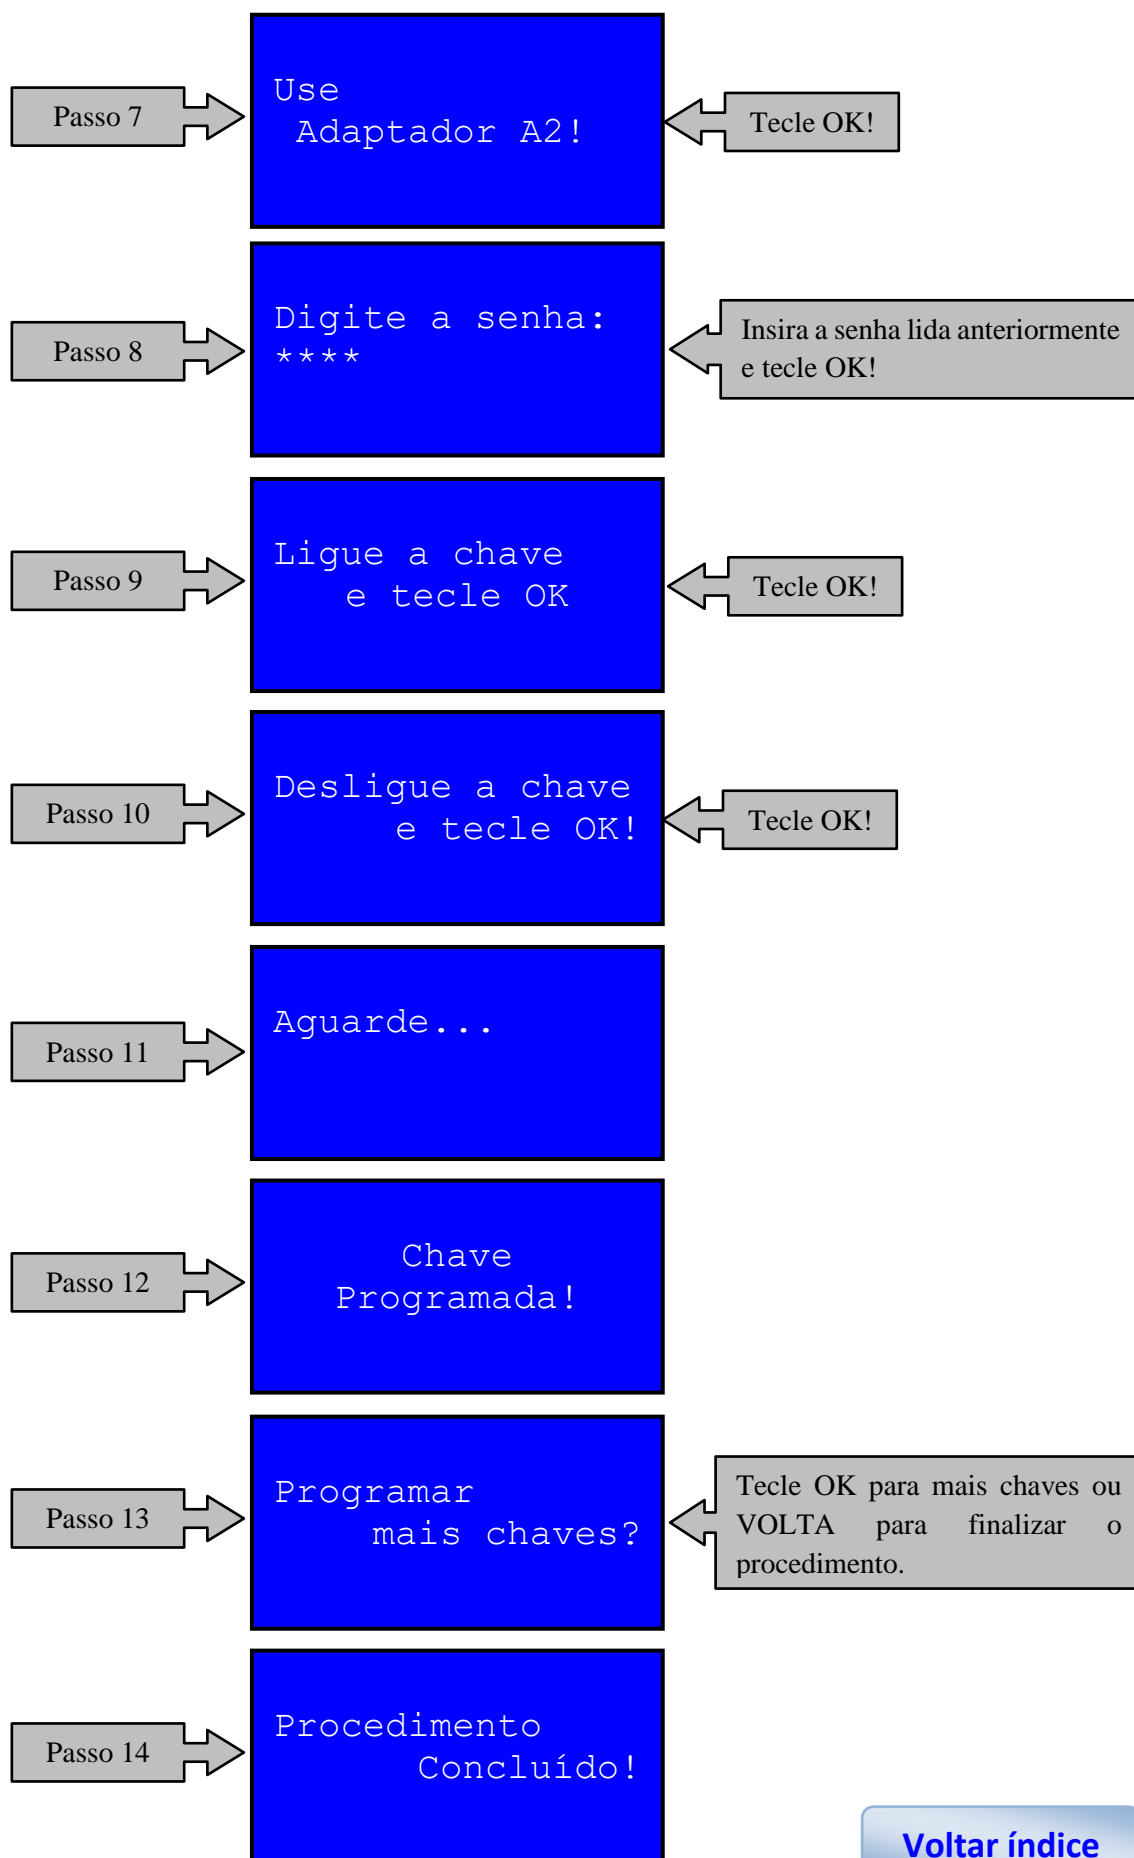 Passo 7
Use
Adaptador A2!
Tecle OK!
Passo 8
Digite a senha:
****
Insira a senha lida anteriormente
e tecle OK!
Passo 9
Ligue a chave
e tecle OK
Tecle OK!
Passo 10
Desligue a chave
e tecle OK!
Tecle OK!
Passo 11
Aguarde...
Passo 12
Chave
Programada!
Passo 13
Programar
mais chaves?
Tecle OK para mais chaves ou
VOLTA para finalizar o
procedimento.
Passo 14
Procedimento
Concluído!
Voltar índice